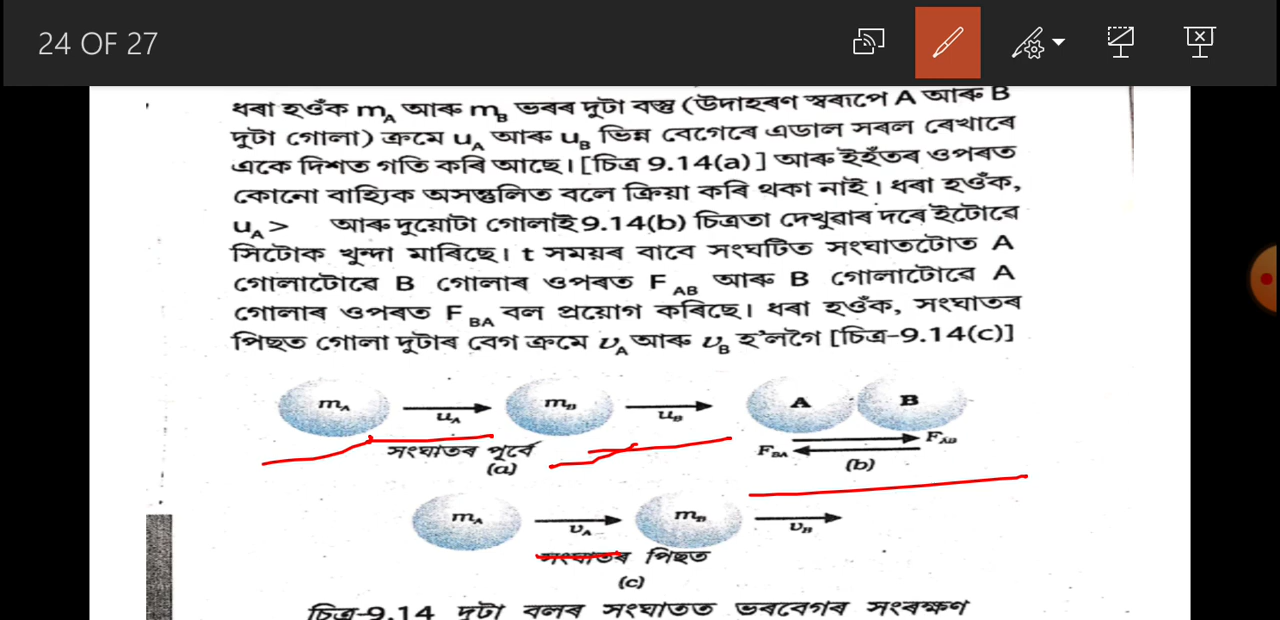 24 OF 27
ধৰা হওঁক mA আৰু mB ভৰৰ দুটা বস্তু (উদাহৰণ স্বৰূপে A আৰু B
দুটা গোলা) ক্ৰমে uA আৰু uB ভিন্ন বেগেৰে এডাল সৰল ৰেখাৰে
একে দিশত গতি কৰি আছে। [চিত্ৰ 9.14(a)] আৰু ইহঁতৰ ওপৰত
কোনো বাহ্যিক অসন্তুলিত বলে ক্ৰিয়া কৰি থকা নাই। ধৰা হওঁক,
uA > আৰু দুয়োটা গোলাই 9.14(b) চিত্ৰতা দেখুৱাৰ দৰে ইটোৱে
সিটোক খুন্দা মাৰিছে। t সময়ৰ বাবে সংঘটিত সংঘাতটোত A
গোলাটোৱে B গোলাৰ ওপৰত FAB আৰু B গোলাটোৱে A
গোলাৰ ওপৰত FBA বল প্ৰয়োগ কৰিছে। ধৰা হওঁক, সংঘাতৰ
পিছত গোলা দুটাৰ বেগ ক্ৰমে υA আৰু υB হ'লগৈ [চিত্ৰ-9.14(c)]
mA uA mB uB A B
সংঘাতৰ পূৰ্বে FBA FAB
(a) (b)
mA υA mB υB
সংঘাতৰ পিছত
(c)
চিত্ৰ-9.14 দুটা বলৰ সংঘাতত ভৰবেগৰ সংৰক্ষণ